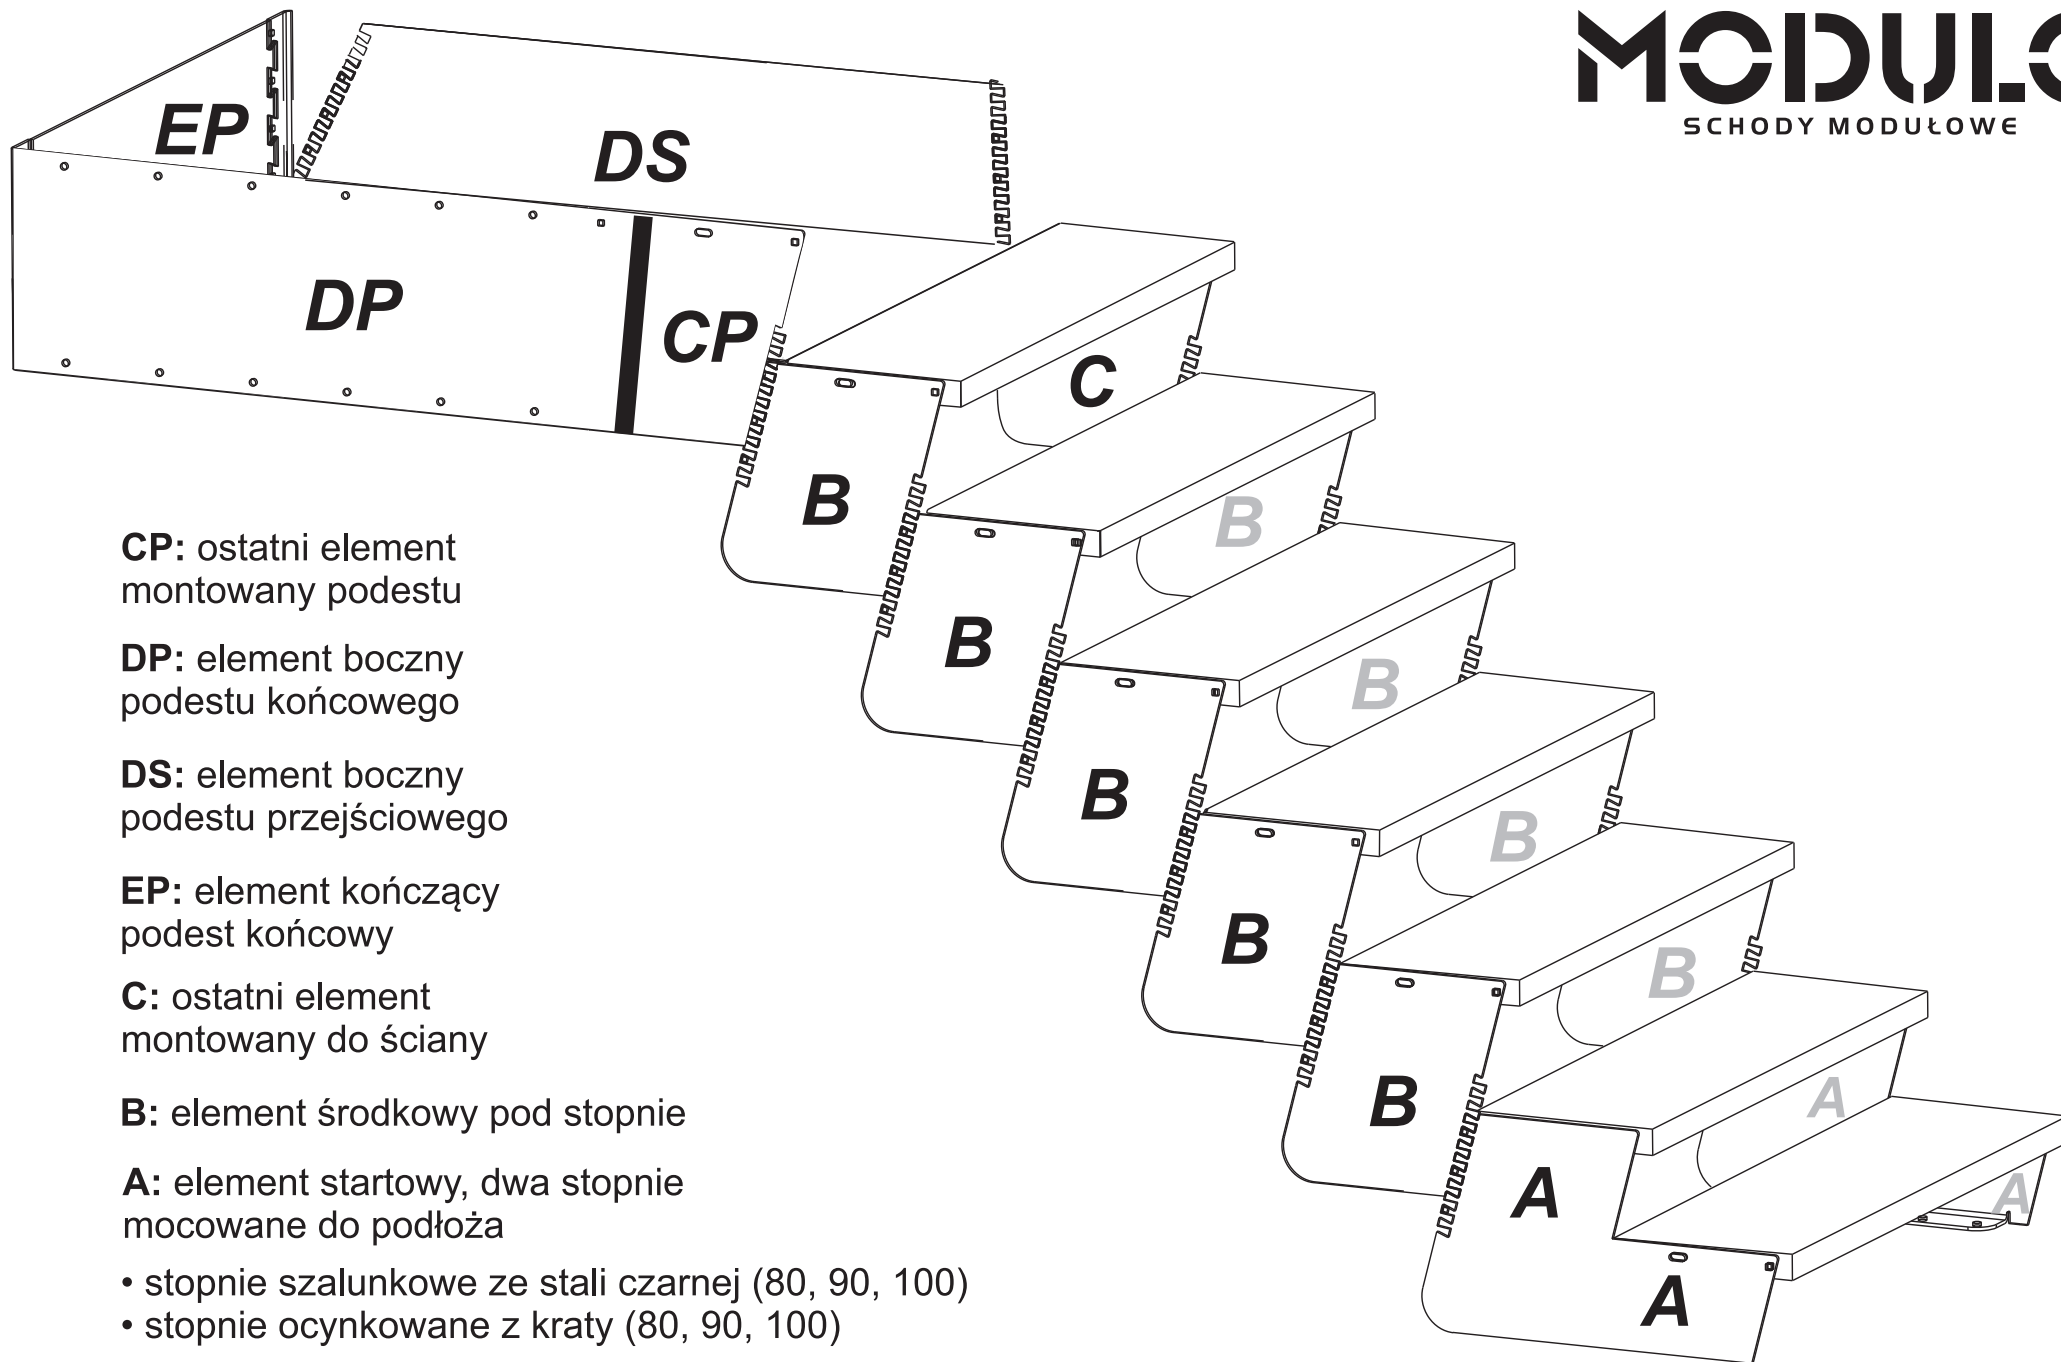 MODULO
SCHODY MODUŁOWE
EP
DS
DP
CP
C
B
B
B
B
B
B
B
B
B
A
A
A
A
CP: ostatni element
montowany podestu
DP: element boczny
podestu końcowego
DS: element boczny
podestu przejściowego
EP: element kończący
podest końcowy
C: ostatni element
montowany do ściany
B: element środkowy pod stopnie
A: element startowy, dwa stopnie
mocowane do podłoża
• stopnie szalunkowe ze stali czarnej (80, 90, 100)
• stopnie ocynkowane z kraty (80, 90, 100)